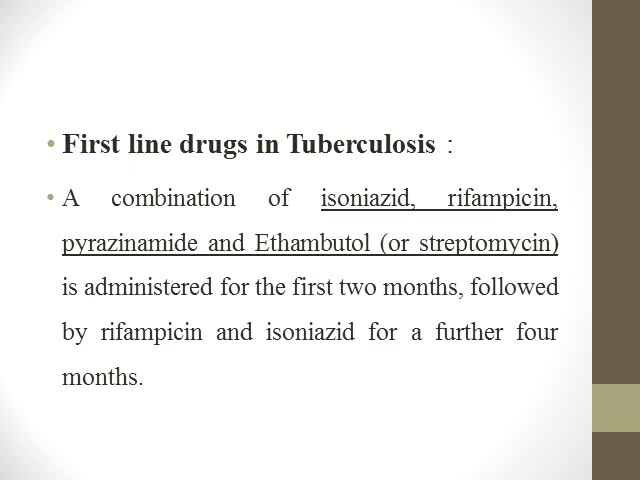 • First line drugs in Tuberculosis :
• A combination of isoniazid, rifampicin,
pyrazinamide and Ethambutol (or streptomycin)
is administered for the first two months, followed
by rifampicin and isoniazid for a further four
months.